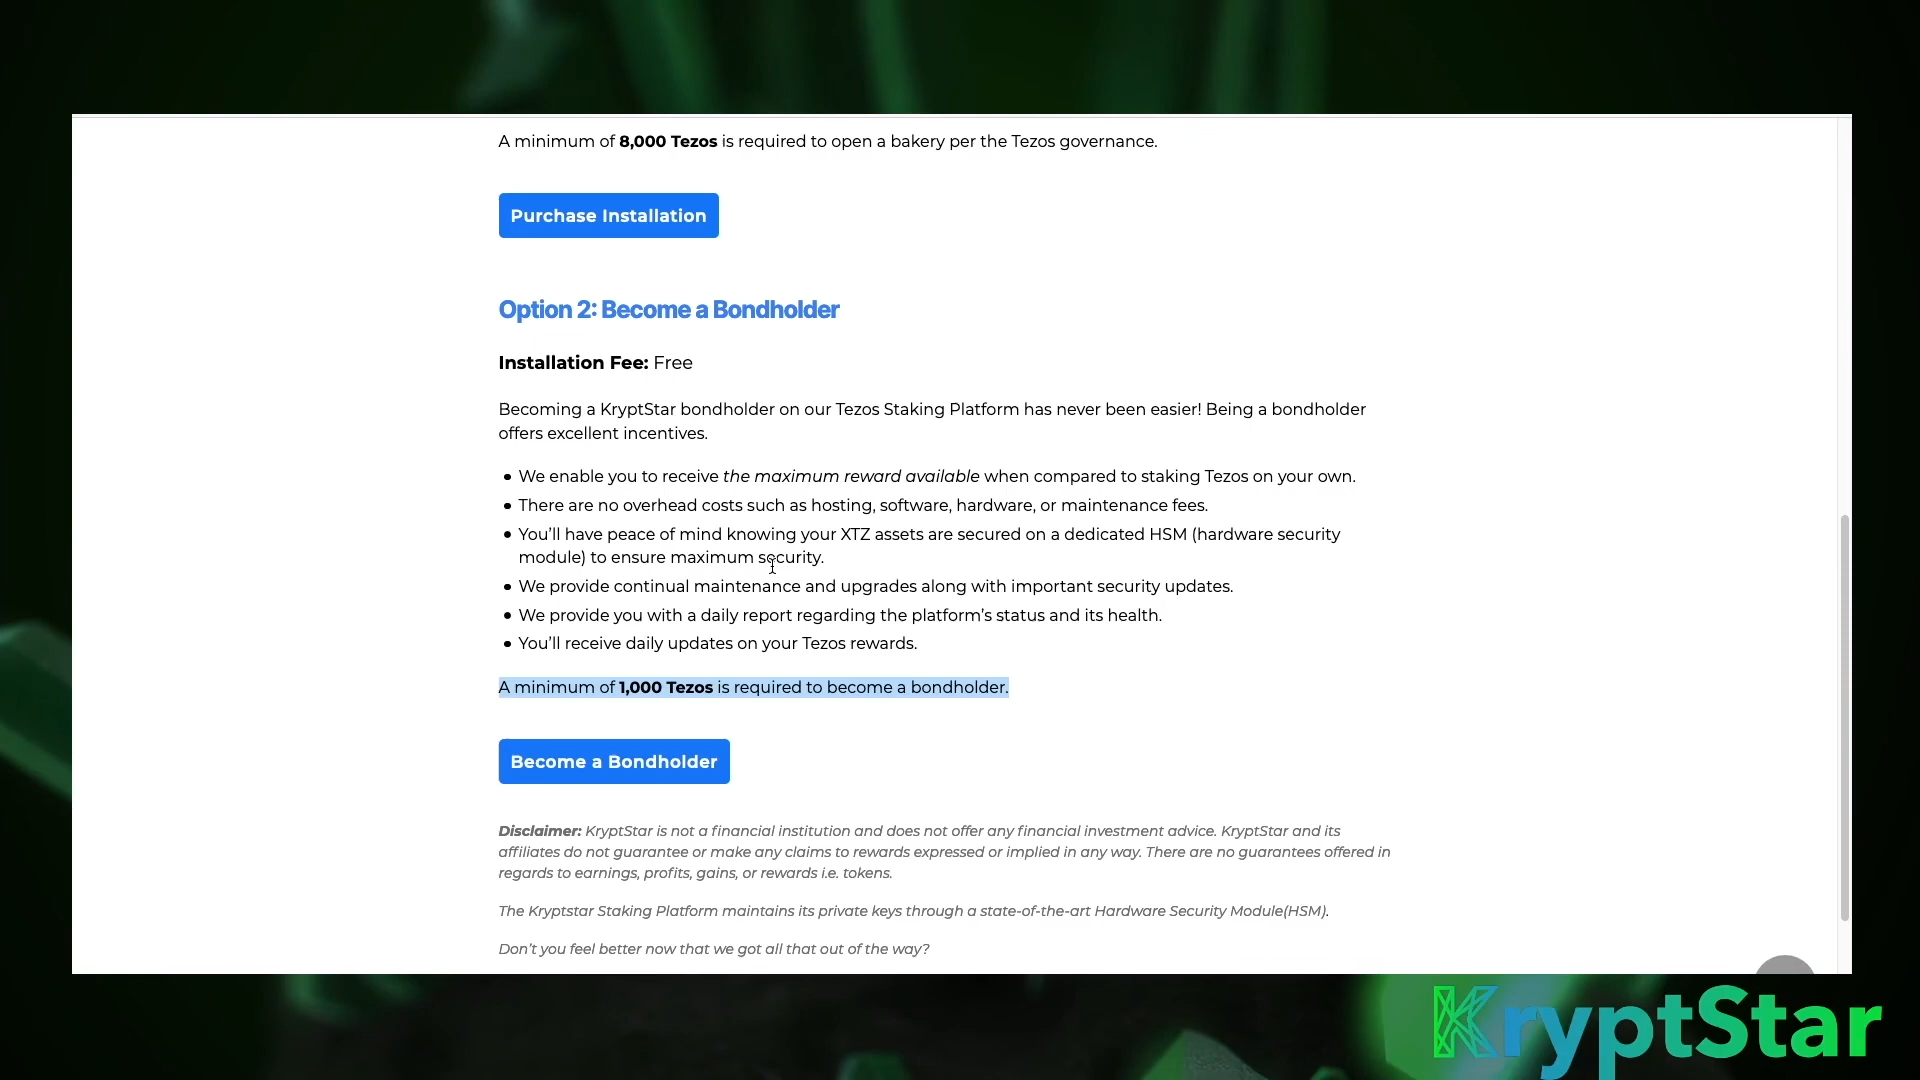 A minimum of 8,000 Tezos is required to open a bakery per the Tezos governance.
Purchase Installation
Option 2: Become a Bondholder
Installation Fee: Free
Becoming a KryptStar bondholder on our Tezos Staking Platform has never been easier! Being a bondholder
offers excellent incentives.
• We enable you to receive the maximum reward available when compared to staking Tezos on your own.
• There are no overhead costs such as hosting, software, hardware, or maintenance fees.
• You’ll have peace of mind knowing your XTZ assets are secured on a dedicated HSM (hardware security
module) to ensure maximum security.
• We provide continual maintenance and upgrades along with important security updates.
• We provide you with a daily report regarding the platform’s status and its health.
• You’ll receive daily updates on your Tezos rewards.
A minimum of 1,000 Tezos is required to become a bondholder.
Become a Bondholder
Disclaimer: KryptStar is not a financial institution and does not offer any financial investment advice. KryptStar and its
affiliates do not guarantee or make any claims to rewards expressed or implied in any way. There are no guarantees offered in
regards to earnings, profits, gains, or rewards i.e. tokens.
The Kryptstar Staking Platform maintains its private keys through a state-of-the-art Hardware Security Module(HSM).
Don’t you feel better now that we got all that out of the way?
KryptStar